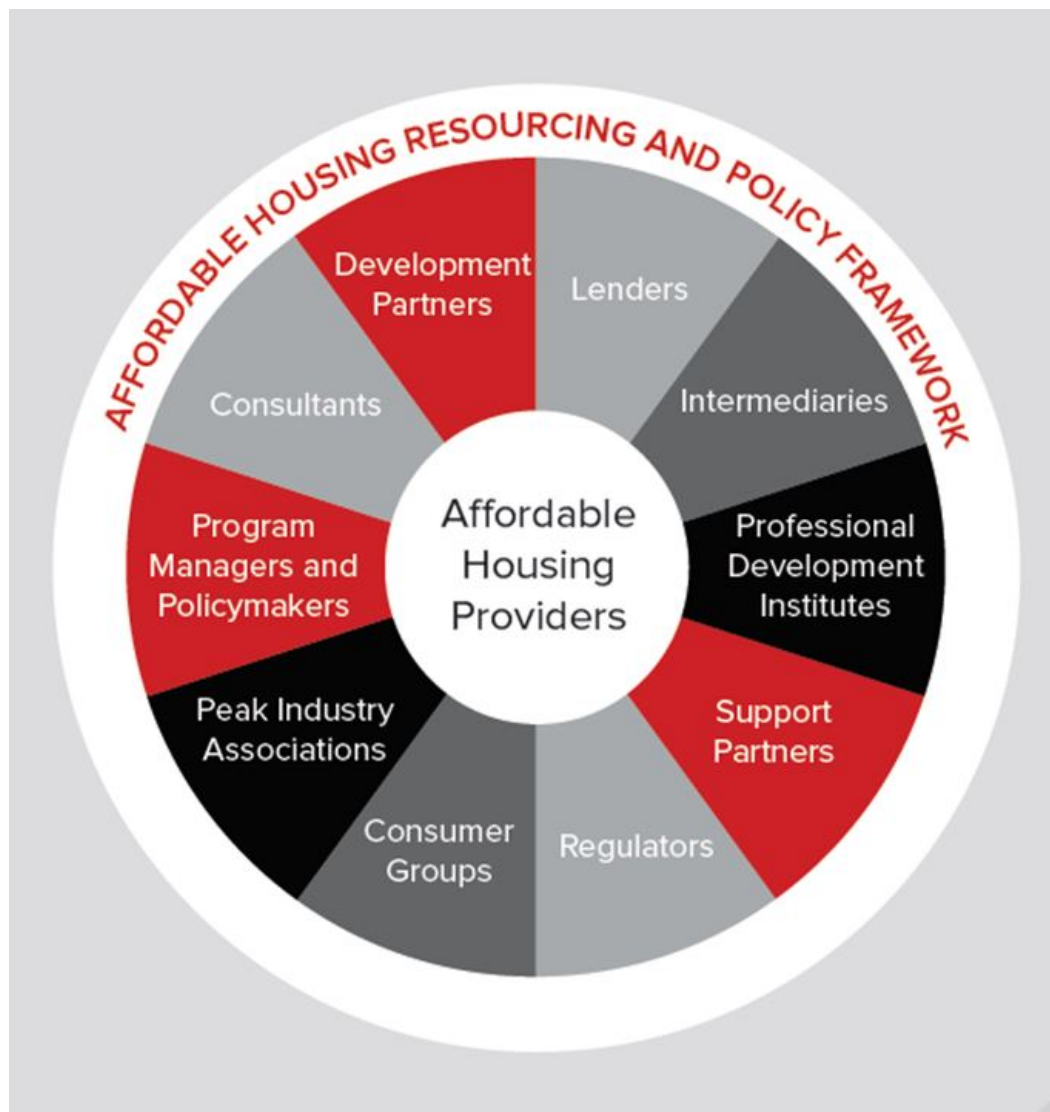 AFFORDABLE HOUSING RESOURCING AND POLICY FRAMEWORK
Development
Partners
Lenders
Intermediaries
Professional
Development
Institutes
Support
Partners
Regulators
Consumer
Groups
Peak Industry
Associations
Program
Managers and
Policymakers
Consultants
Affordable
Housing
Providers